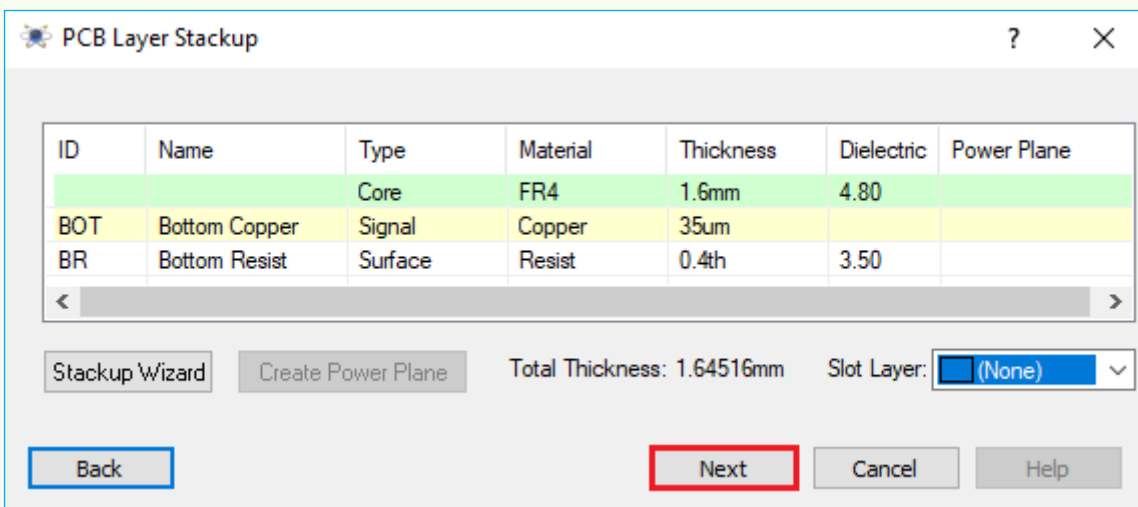 PCB Layer Stackup ? ×
ID Name Type Material Thickness Dielectric Power Plane
Core FR4 1.6mm 4.80
BOT Bottom Copper Signal Copper 35um
BR Bottom Resist Surface Resist 0.4th 3.50
Stackup Wizard Create Power Plane Total Thickness: 1.64516mm Slot Layer: (None)
Back Next Cancel Help